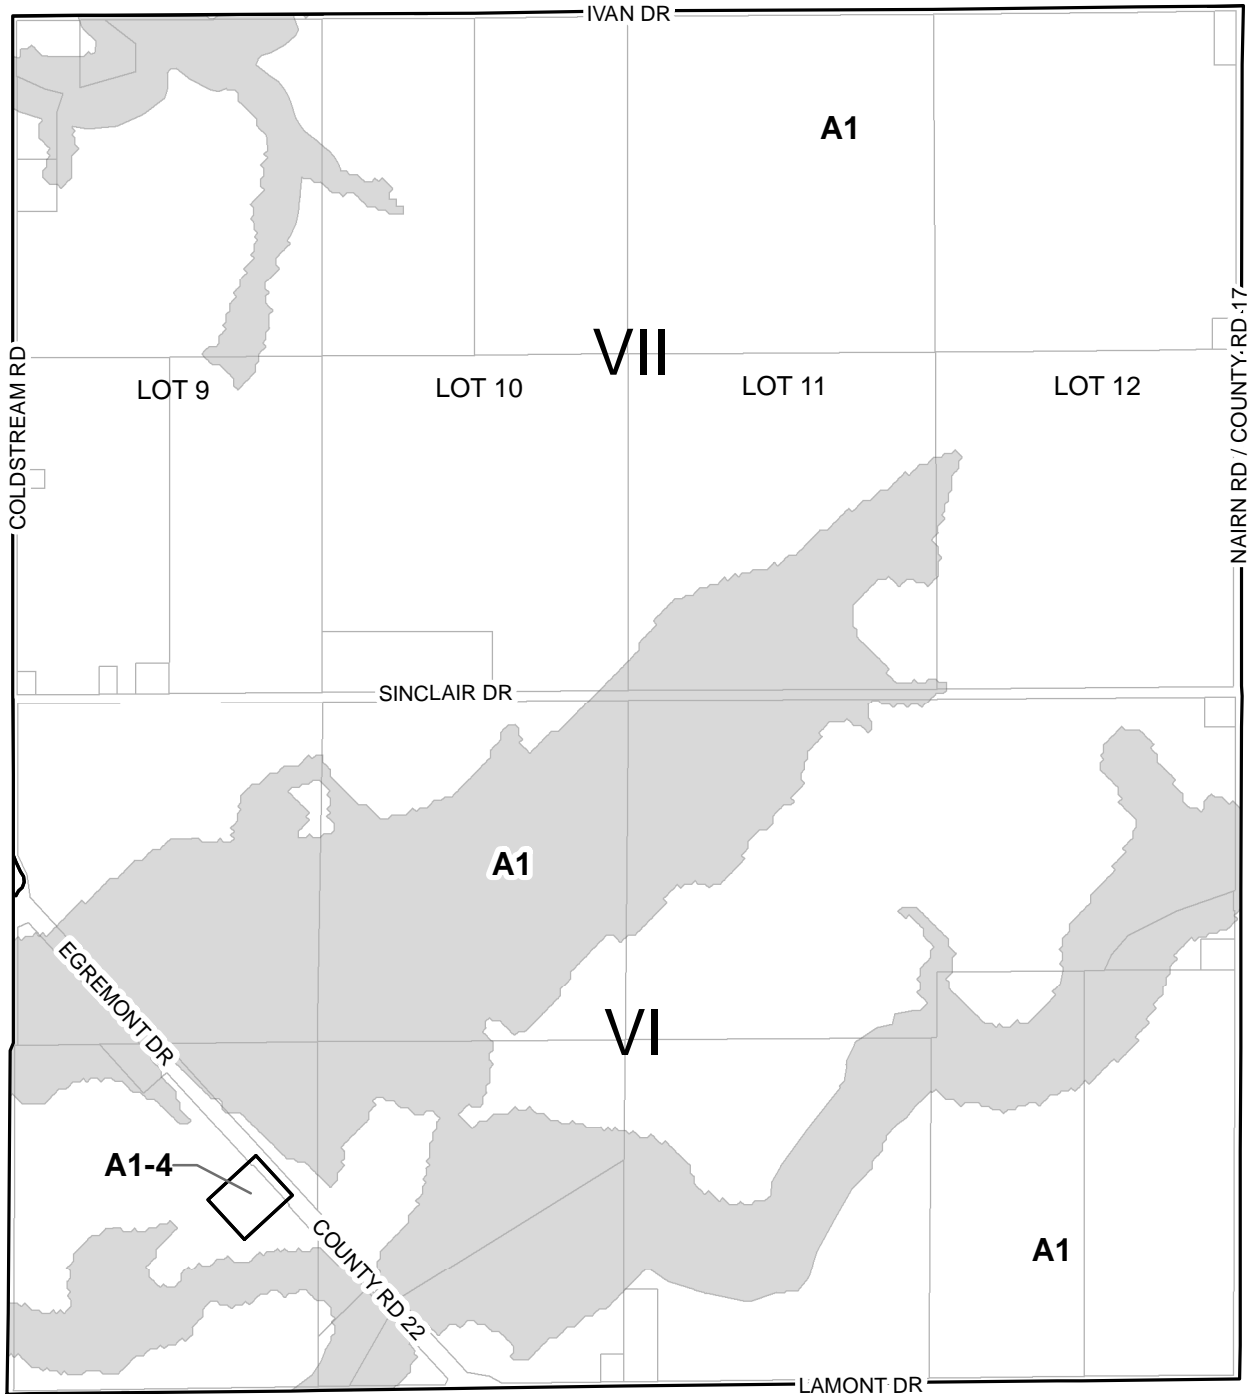 IVAN DR
A1
VII
COLDSTREAM RD
NAIRN RD / COUNTY RD 17
LOT 9
LOT 10
LOT 11
LOT 12
SINCLAIR DR
A1
EGREMONT DR
VI
A1-4
COUNTY RD 22
A1
LAMONT DR